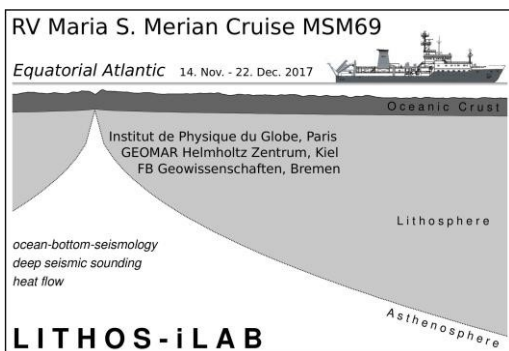 RV Maria S. Merian Cruise MSM69
Equatorial Atlantic 14. Nov. - 22. Dec. 2017
Oceanic Crust
Institut de Physique du Globe, Paris
GEOMAR Helmholtz Zentrum, Kiel
FB Geowissenschaften, Bremen
Lithosphere
ocean-bottom-seismology
deep seismic sounding
heat flow
Asthenosphere
LITHOS-iLAB